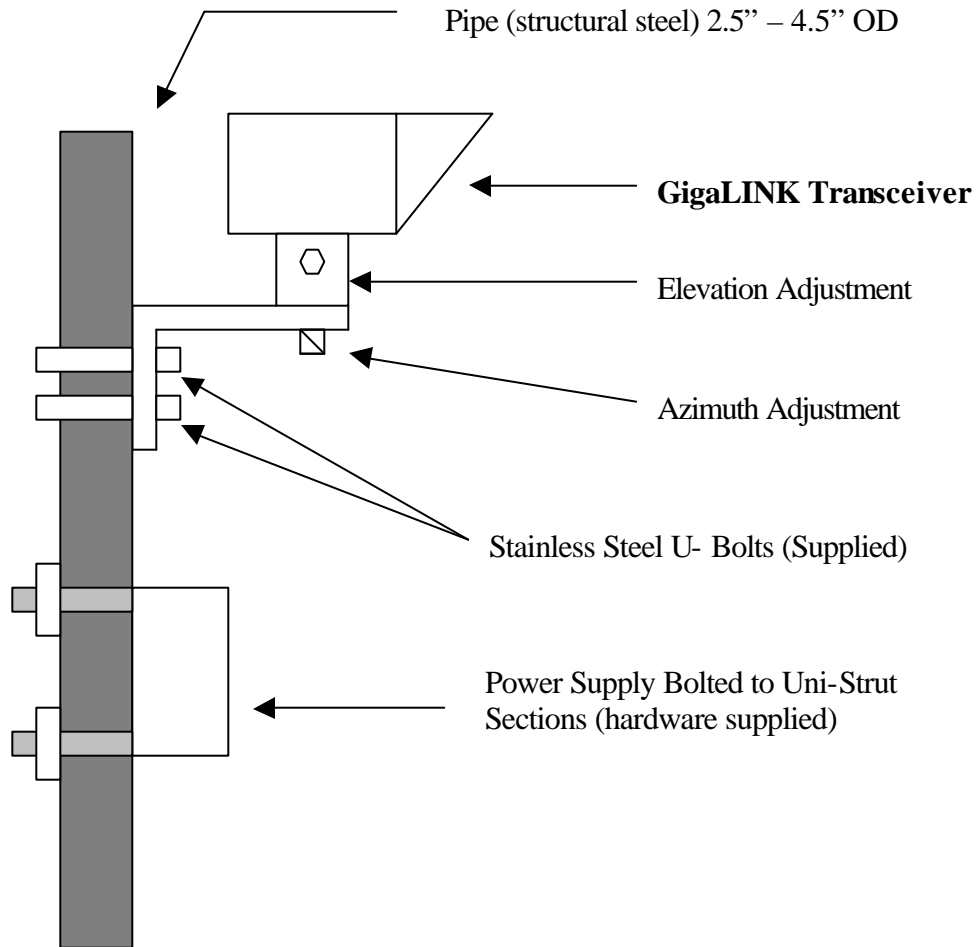 Pipe (structural steel) 2.5” – 4.5” OD
GigaLINK Transceiver
Elevation Adjustment
Azimuth Adjustment
Stainless Steel U- Bolts (Supplied)
Power Supply Bolted to Uni-Strut
Sections (hardware supplied)